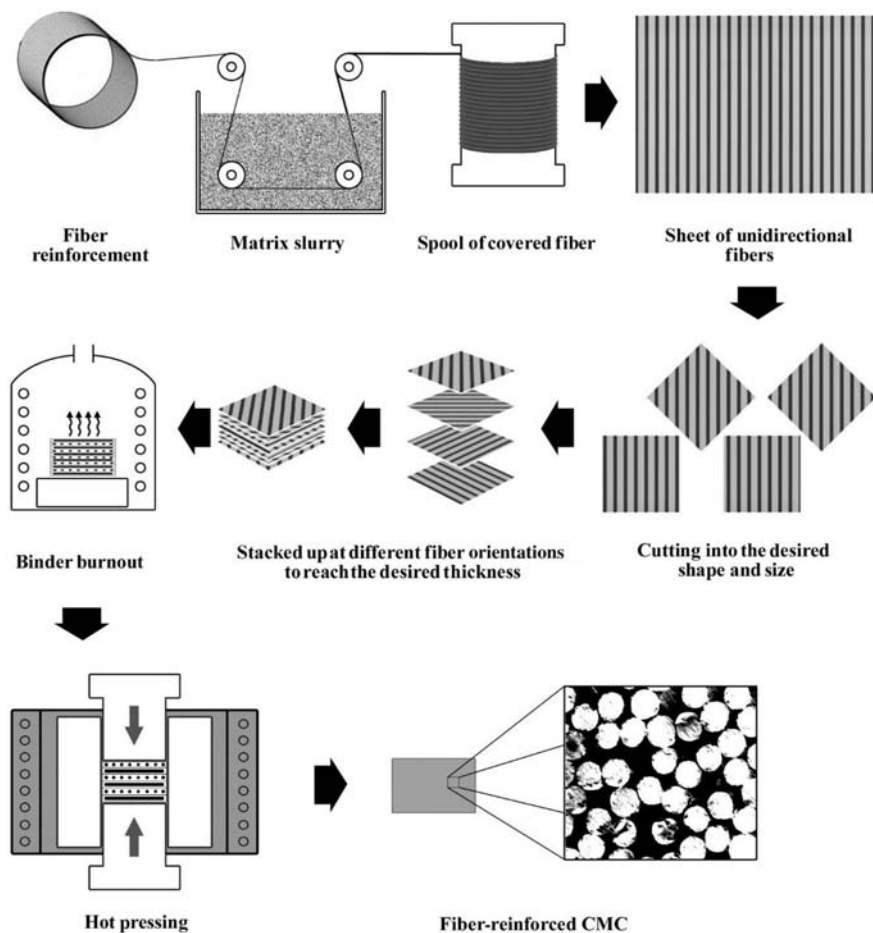 Fiber
reinforcement
Matrix slurry
Spool of covered fiber
Sheet of unidirectional
fibers
Binder burnout
Stacked up at different fiber orientations
to reach the desired thickness
Cutting into the desired
shape and size
Hot pressing
Fiber-reinforced CMC